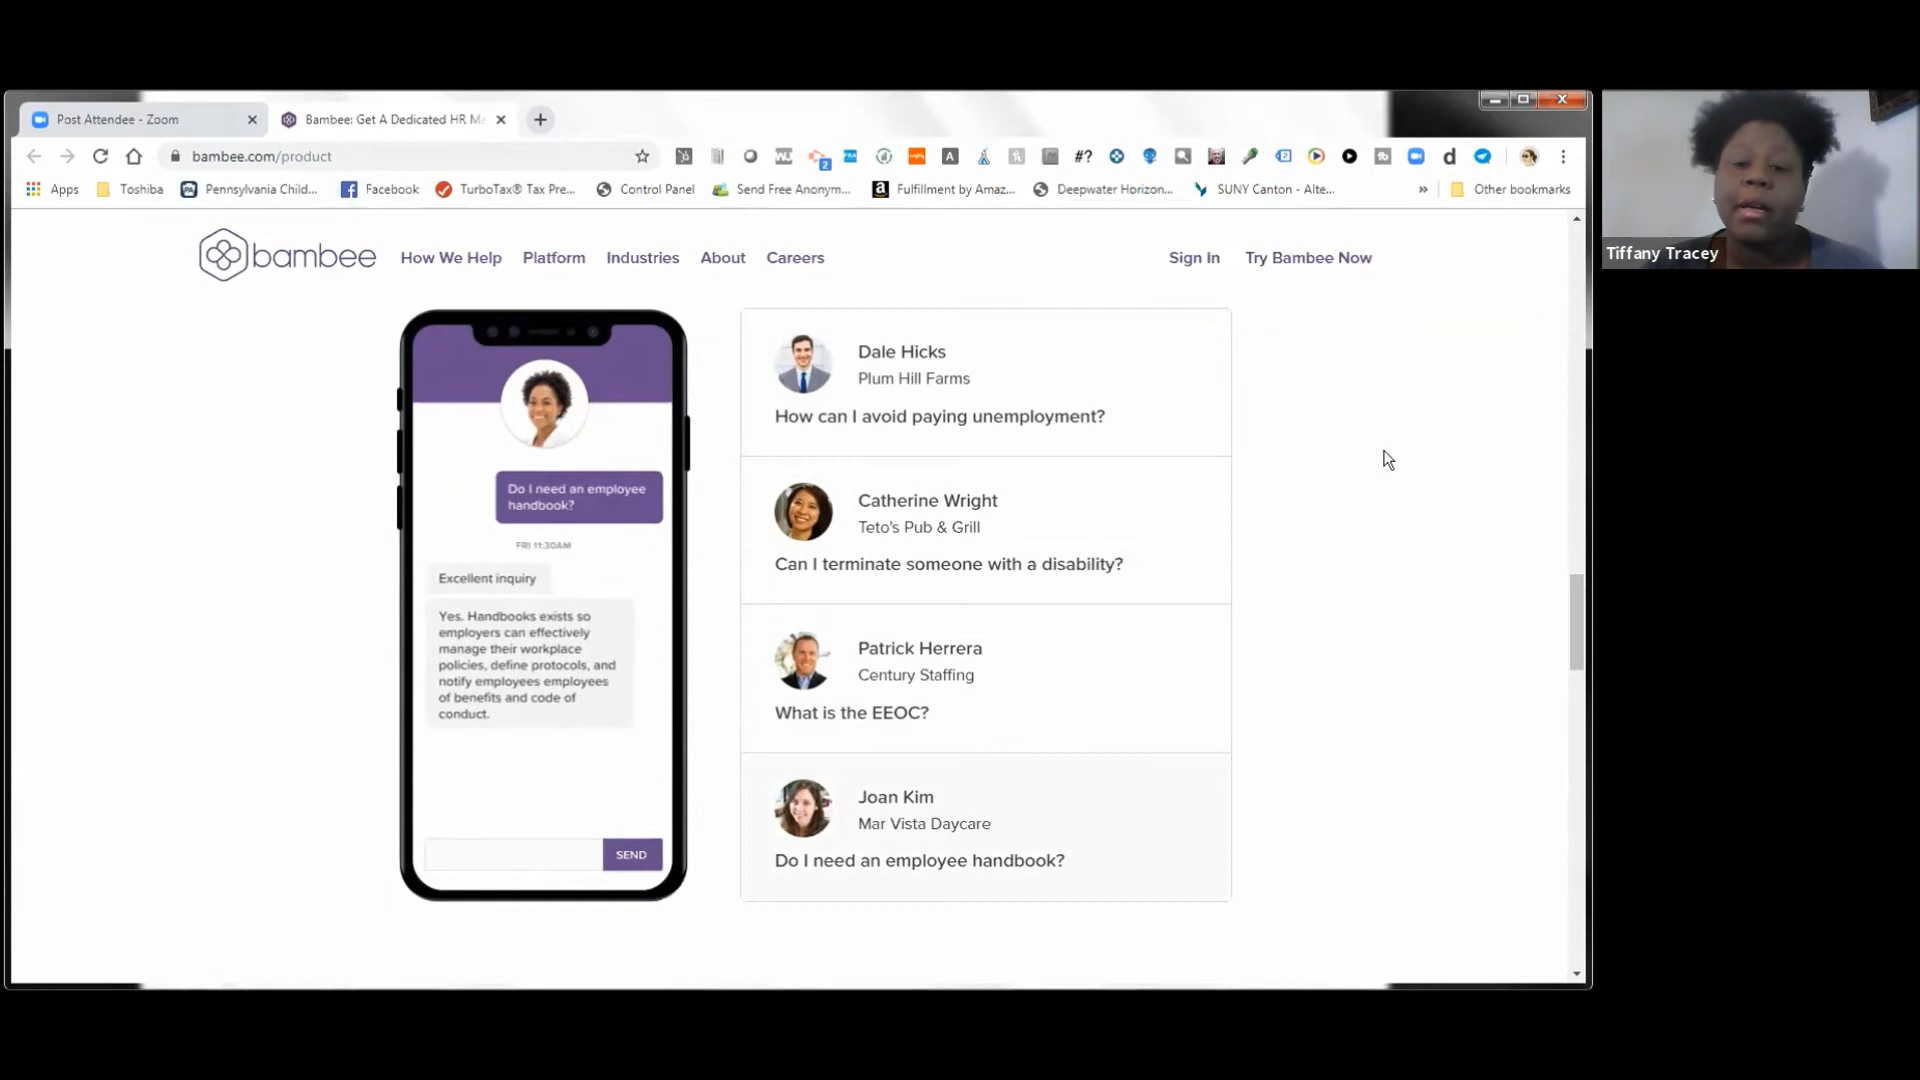 Post Attendee - Zoom
Bambee: Get A Dedicated HR M
bambee.com/product
2
#?
Apps
Toshiba
Pennsylvania Child...
Facebook
TurboTax® Tax Pre...
Control Panel
Send Free Anonym...
Fulfillment by Amaz...
Deepwater Horizon...
SUNY Canton - Alte...
»
Other bookmarks
bambee
How We Help
Platform
Industries
About
Careers
Sign In
Try Bambee Now
Do I need an employee
handbook?
FRI 11:30AM
Excellent inquiry
Yes. Handbooks exists so
employers can effectively
manage their workplace
policies, define protocols, and
notify employees employees
of benefits and code of
conduct.
SEND
Dale Hicks
Plum Hill Farms
How can I avoid paying unemployment?
Catherine Wright
Teto's Pub & Grill
Can I terminate someone with a disability?
Patrick Herrera
Century Staffing
What is the EEOC?
Joan Kim
Mar Vista Daycare
Do I need an employee handbook?
Tiffany Tracey